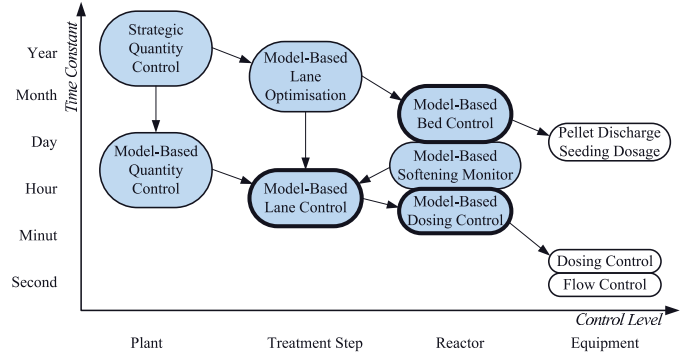 Time Constant
Year
Month
Day
Hour
Minut
Second
Strategic
Quantity
Control
Model-Based
Lane
Optimisation
Model-Based
Bed Control
Pellet Discharge
Seeding Dosage
Model-Based
Quantity
Control
Model-Based
Softening Monitor
Model-Based
Lane Control
Model-Based
Dosing Control
Dosing Control
Flow Control
Control Level
Plant
Treatment Step
Reactor
Equipment